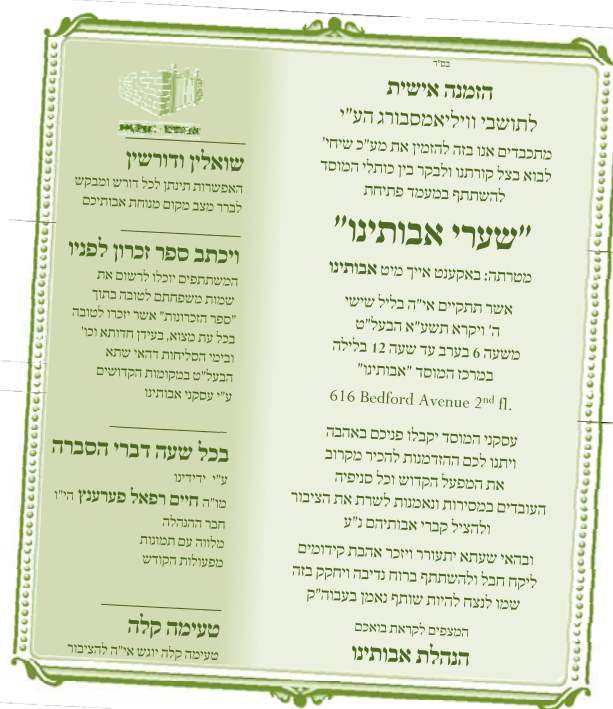 בס"ד
הזמנה אישית
לתושבי וויליאמסבורג הע"י
מתכבדים אנו בזה להזמין את מע"כ שיחי'
לבוא בצל קורתנו ולבקר בין כותלי המוסד
להשתתף במעמד פתיחת
"שערי אבותינו"
מטרתה: באקענט אייך מיט אבותינו
אשר תתקיים אי"ה בליל שישי
ה' ויקרא תשע"א הבעל"ט
משעה 6 בערב עד שעה 12 בלילה
במרכז המוסד "אבותינו"
616 Bedford Avenue 2nd fl.
עסקני המוסד יקבלו פניכם באהבה
ויתנו לכם ההזדמנות להכיר מקרוב
את המפעל הקדוש וכל סניפיה
העובדים במסירות ונאמנות לשרת את הציבור
ולהציל קברי אבותיהם נ"ע
ובהאי שעתא יתעורר ויזכר אהבת קידומים
ליקח חבל ולהשתתף ברוח נדיבה ויחקק בזה
שמו לנצח להיות שותף נאמן בעבוה"ק
המצפים לקראת בואכם
הנהלת אבותינו
שואלין ודורשין
האפשרות תינתן לכל דורש ומבקש
לברר מצב מקום מנוחת אבותיכם
ויכתב ספר זכרון לפניו
המשתתפים יוכלו לרשום את
שמות משפחתם לטובה בתוך
"ספר הזכרונות" אשר יזכרו לטובה
בכל עת מצוא, בעידן חדותא וכו'
ובימי הסליחות דהאי שתא
הבעל"ט במקומות הקדושים
ע"י עסקני אבותינו
בכל שעה דברי הסברה
ע"י ידידינו
מו"ה חיים רפאל פערענץ הי"ו
חבר ההנהלה
מלווה עם תמונות
מפעולות הקודש
טעימה קלה
טעימה קלה יוגש אי"ה להציבור